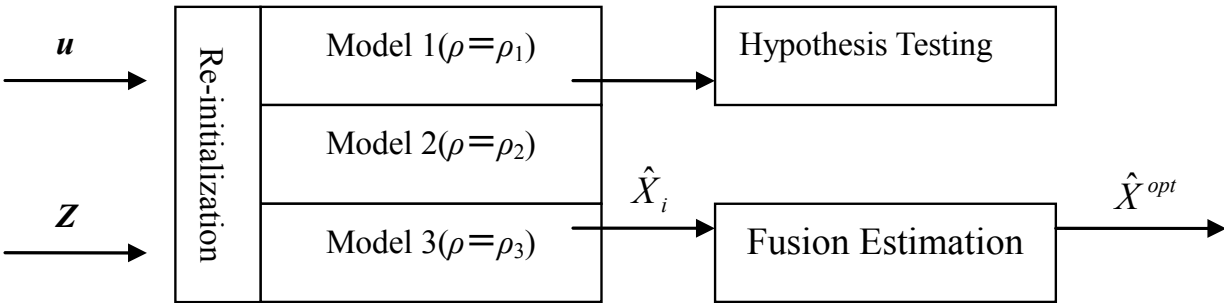 u
Z
Re-initialization
Model 1(ρ=ρ₁)
Model 2(ρ=ρ₂)
Model 3(ρ=ρ₃)
Hypothesis Testing
X̂ᵢ
Fusion Estimation
X̂ᵒᵖᵗ